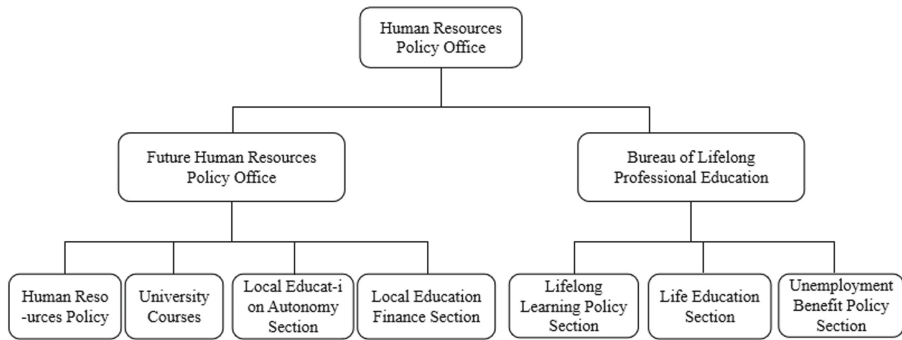 Human Resources
Policy Office
Future Human Resources
Policy Office
Bureau of Lifelong
Professional Education
Human Reso
-urces Policy
University
Courses
Local Educat-i
on Autonomy
Section
Local Education
Finance Section
Lifelong
Learning Policy
Section
Life Education
Section
Unemployment
Benefit Policy
Section